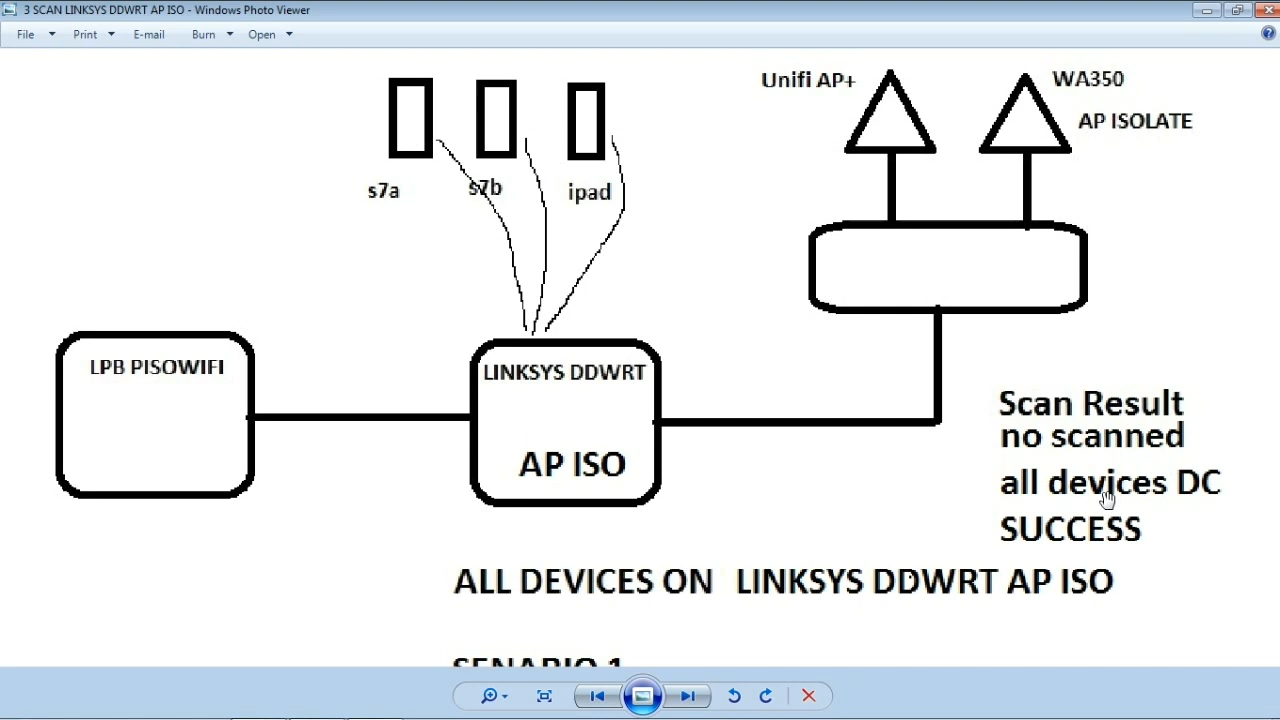 3 SCAN LINKSYS DDWRT AP ISO - Windows Photo Viewer
File Print E-mail Burn Open
Unifi AP+
WA350
AP ISOLATE
s7a
s7b
ipad
LPB PISOWIFI
LINKSYS DDWRT
AP ISO
Scan Result
no scanned
all devices DC
SUCCESS
ALL DEVICES ON LINKSYS DDWRT AP ISO
SENARIO 1